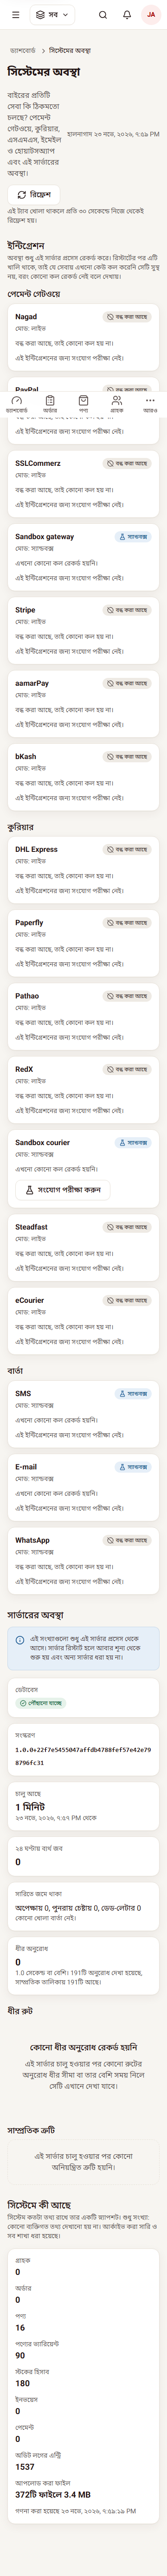 সব
JA
ড্যাশবোর্ড > সিস্টেমের অবস্থা
সিস্টেমের অবস্থা
বাইরের প্রতিটি
সেবা কি ঠিকমতো
চলছে? পেমেন্ট
গেটওয়ে, কুরিয়ার,
এসএমএস, ইমেইল
ও হোয়াটসঅ্যাপ
এবং এই সার্ভারের
অবস্থা।
হালনাগাদ ২৩ নভে, ২০২৬, ৭:৫৯ PM
রিফ্রেশ
এই ট্যাব খোলা থাকলে প্রতি ৩০ সেকেন্ডে নিজে থেকেই
রিফ্রেশ হয়।
ইন্টিগ্রেশন
ব্যবস্থা শুধু এই সার্ভার প্রসেস রেকর্ড করে। রিস্টার্টের পর এটি
খালি থাকে, তাই যে সেবায় এখনো কেউ কল করেনি সেটি সুস্থ
নয়, বরং কোনো কল রেকর্ড নেই বলে দেখায়।
পেমেন্ট গেটওয়ে
Nagad
বন্ধ করা আছে
মোড: লাইভ
বন্ধ করা আছে, তাই কোনো কল হয় না।
এই ইন্টিগ্রেশনের জন্য সংযোগ পরীক্ষা নেই।
PayPal
বন্ধ করা আছে
ড্যাশবোর্ড
অর্ডার
পণ্য
গ্রাহক
আরও
এই ইন্টিগ্রেশনের জন্য সংযোগ পরীক্ষা নেই।
SSLCommerz
বন্ধ করা আছে
মোড: লাইভ
বন্ধ করা আছে, তাই কোনো কল হয় না।
এই ইন্টিগ্রেশনের জন্য সংযোগ পরীক্ষা নেই।
Sandbox gateway
স্যান্ডবক্স
মোড: স্যান্ডবক্স
এখনো কোনো কল রেকর্ড হয়নি।
এই ইন্টিগ্রেশনের জন্য সংযোগ পরীক্ষা নেই।
Stripe
বন্ধ করা আছে
মোড: লাইভ
বন্ধ করা আছে, তাই কোনো কল হয় না।
এই ইন্টিগ্রেশনের জন্য সংযোগ পরীক্ষা নেই।
aamarPay
বন্ধ করা আছে
মোড: লাইভ
বন্ধ করা আছে, তাই কোনো কল হয় না।
এই ইন্টিগ্রেশনের জন্য সংযোগ পরীক্ষা নেই।
bKash
বন্ধ করা আছে
মোড: লাইভ
বন্ধ করা আছে, তাই কোনো কল হয় না।
এই ইন্টিগ্রেশনের জন্য সংযোগ পরীক্ষা নেই।
কুরিয়ার
DHL Express
বন্ধ করা আছে
মোড: লাইভ
বন্ধ করা আছে, তাই কোনো কল হয় না।
এই ইন্টিগ্রেশনের জন্য সংযোগ পরীক্ষা নেই।
Paperfly
বন্ধ করা আছে
মোড: লাইভ
বন্ধ করা আছে, তাই কোনো কল হয় না।
এই ইন্টিগ্রেশনের জন্য সংযোগ পরীক্ষা নেই।
Pathao
বন্ধ করা আছে
মোড: লাইভ
বন্ধ করা আছে, তাই কোনো কল হয় না।
এই ইন্টিগ্রেশনের জন্য সংযোগ পরীক্ষা নেই।
RedX
বন্ধ করা আছে
মোড: লাইভ
বন্ধ করা আছে, তাই কোনো কল হয় না।
এই ইন্টিগ্রেশনের জন্য সংযোগ পরীক্ষা নেই।
Sandbox courier
স্যান্ডবক্স
মোড: স্যান্ডবক্স
এখনো কোনো কল রেকর্ড হয়নি।
সংযোগ পরীক্ষা করুন
Steadfast
বন্ধ করা আছে
মোড: লাইভ
বন্ধ করা আছে, তাই কোনো কল হয় না।
এই ইন্টিগ্রেশনের জন্য সংযোগ পরীক্ষা নেই।
eCourier
বন্ধ করা আছে
মোড: লাইভ
বন্ধ করা আছে, তাই কোনো কল হয় না।
এই ইন্টিগ্রেশনের জন্য সংযোগ পরীক্ষা নেই।
বার্তা
SMS
স্যান্ডবক্স
মোড: স্যান্ডবক্স
এখনো কোনো কল রেকর্ড হয়নি।
এই ইন্টিগ্রেশনের জন্য সংযোগ পরীক্ষা নেই।
E-mail
স্যান্ডবক্স
মোড: স্যান্ডবক্স
এখনো কোনো কল রেকর্ড হয়নি।
এই ইন্টিগ্রেশনের জন্য সংযোগ পরীক্ষা নেই।
WhatsApp
বন্ধ করা আছে
মোড: স্যান্ডবক্স
বন্ধ করা আছে, তাই কোনো কল হয় না।
এই ইন্টিগ্রেশনের জন্য সংযোগ পরীক্ষা নেই।
সার্ভারের অবস্থা
এই সংখ্যাগুলো শুধু এই সার্ভার প্রসেস থেকে
আসে। সার্ভার রিস্টার্ট হলে আবার শূন্য থেকে
শুরু হয় এবং অন্য সার্ভার ধরা হয় না।
ডেটাবেস
পৌঁছানো যাচ্ছে
সংস্করণ
1.0.0+22f7e5455047affdb4788fef57e42e79
8796fc31
চালু আছে
1 মিনিট
২৩ নভে, ২০২৬, ৭:৫৭ PM থেকে
২৪ ঘণ্টায় ব্যর্থ জব
0
সারিতে জমে থাকা
অপেক্ষায় 0, পুনরায় চেষ্টায় 0, ডেড-লেটার 0
কোনো ঘোলা বার্তা নেই।
ধীর অনুরোধ
0
1.0 সেকেন্ড বা বেশি। 191টি অনুরোধ দেখা হয়েছে,
সাম্প্রতিক তালিকায় 191টি আছে।
ধীর রুট
কোনো ধীর অনুরোধ রেকর্ড হয়নি
এই সার্ভার চালু হওয়ার পর কোনো রুটের
অনুরোধ ধীর সীমা বা তার বেশি সময় নিলে
সেটি এখানে দেখা যাবে।
সাম্প্রতিক ত্রুটি
এই সার্ভার চালু হওয়ার পর কোনো
অনিয়ন্ত্রিত ত্রুটি হয়নি।
সিস্টেমে কী আছে
সিস্টেম কতটা তথ্য রাখে তার একটি স্ন্যাপশট। শুধু সংখ্যা:
কোনো ব্যক্তিগত তথ্য দেখানো হয় না। আর্কাইভ করা সারি ও
সব শাখা ধরা হয়েছে।
গ্রাহক
0
অর্ডার
0
পণ্য
16
পণ্যের ভ্যারিয়েন্ট
90
স্টকের হিসাব
180
ইনভয়েস
0
পেমেন্ট
0
অডিট লগের এন্ট্রি
1537
আপলোড করা ফাইল
372টি ফাইলে 3.4 MB
গণনা করা হয়েছে ২৩ নভে, ২০২৬, ৭:৫৯:১৯ PM